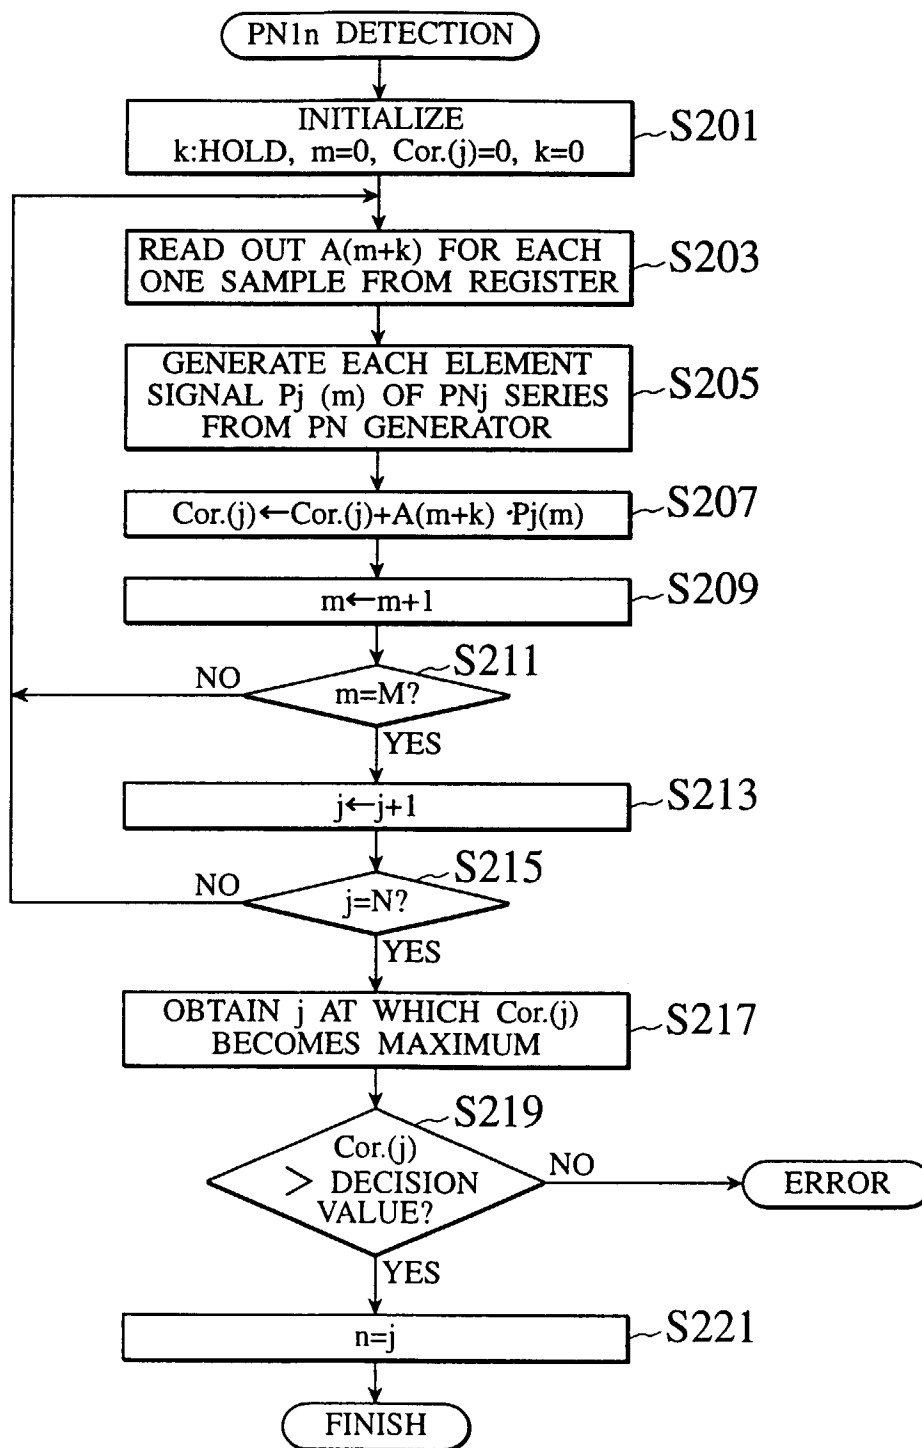 PN1n DETECTION
INITIALIZE
k:HOLD, m=0, Cor.(j)=0, k=0
S201
READ OUT A(m+k) FOR EACH
ONE SAMPLE FROM REGISTER
S203
GENERATE EACH ELEMENT
SIGNAL Pj (m) OF PNj SERIES
FROM PN GENERATOR
S205
Cor.(j)←Cor.(j)+A(m+k) ·Pj(m)
S207
m←m+1
S209
S211
NO
m=M?
YES
j←j+1
S213
S215
NO
j=N?
YES
OBTAIN j AT WHICH Cor.(j)
BECOMES MAXIMUM
S217
S219
Cor.(j)
> DECISION
VALUE?
NO
ERROR
YES
n=j
S221
FINISH